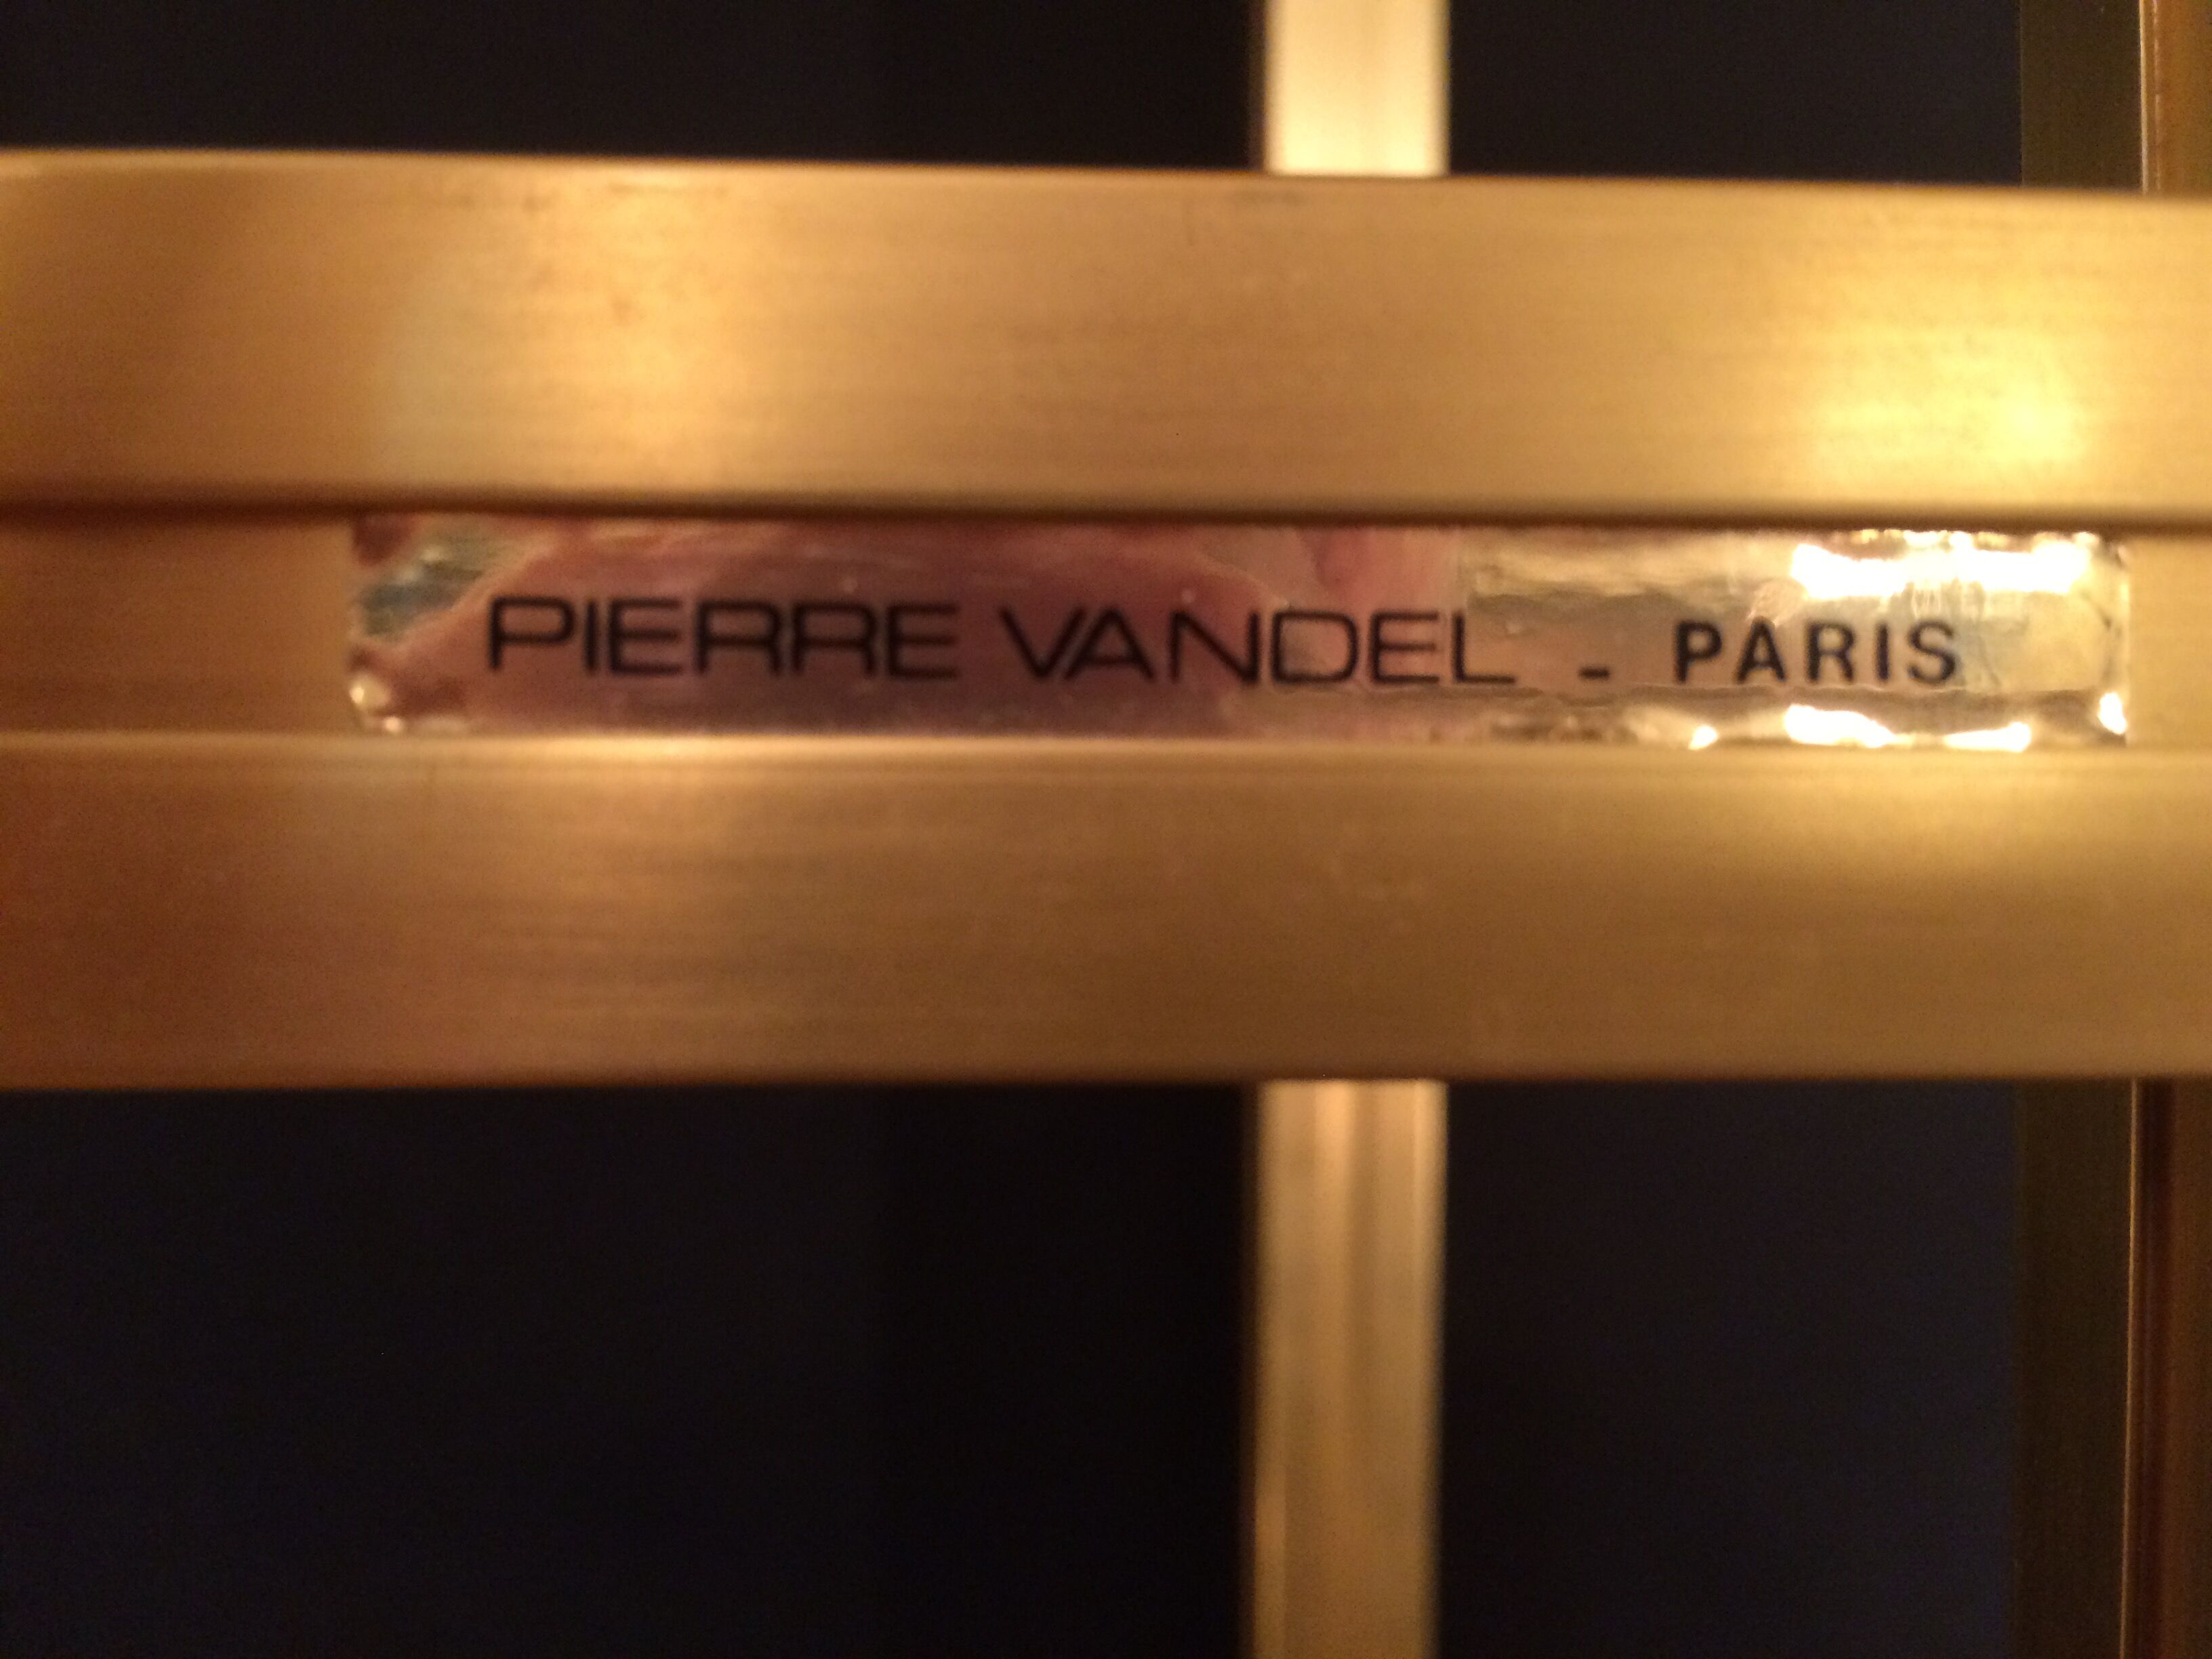 PIERRE VANDEL - PARIS